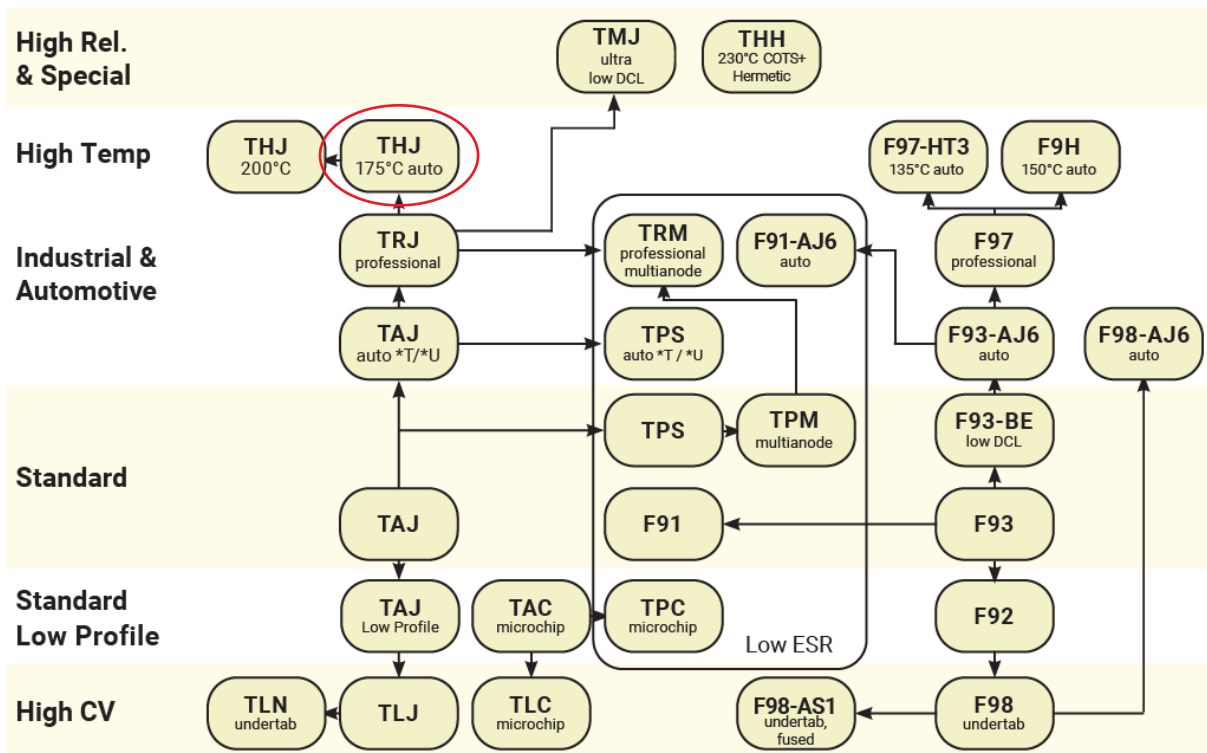 High Rel.
& Special
TMJ
ultra
low DCL
THH
230°C COTS+
Hermetic
High Temp
THJ
200°C
THJ
175°C auto
F97-HT3
135°C auto
F9H
150°C auto
Industrial &
Automotive
TRJ
professional
TRM
professional
multianode
F91-AJ6
auto
F97
professional
TAJ
auto *T/*U
TPS
auto *T / *U
F93-AJ6
auto
F98-AJ6
auto
Standard
TPS
TPM
multianode
F93-BE
low DCL
TAJ
F91
F93
Standard
Low Profile
TAJ
Low Profile
TAC
microchip
TPC
microchip
F92
Low ESR
High CV
TLN
undertab
TLJ
TLC
microchip
F98-AS1
undertab,
fused
F98
undertab